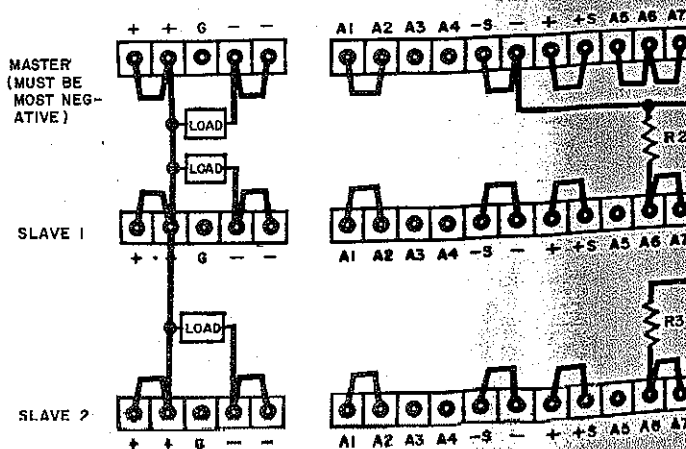 + + G - -
A1 A2 A3 A4 -S - + +S A5 A6 A7
MASTER
(MUST BE
MOST NEG-
ATIVE)
LOAD
R2
LOAD
SLAVE 1
+ + G - -
A1 A2 A3 A4 -S - + +S A5 A6 A7
LOAD
R3
SLAVE 2
+ + G - -
A1 A2 A3 A4 -S - + +S A5 A6 A7